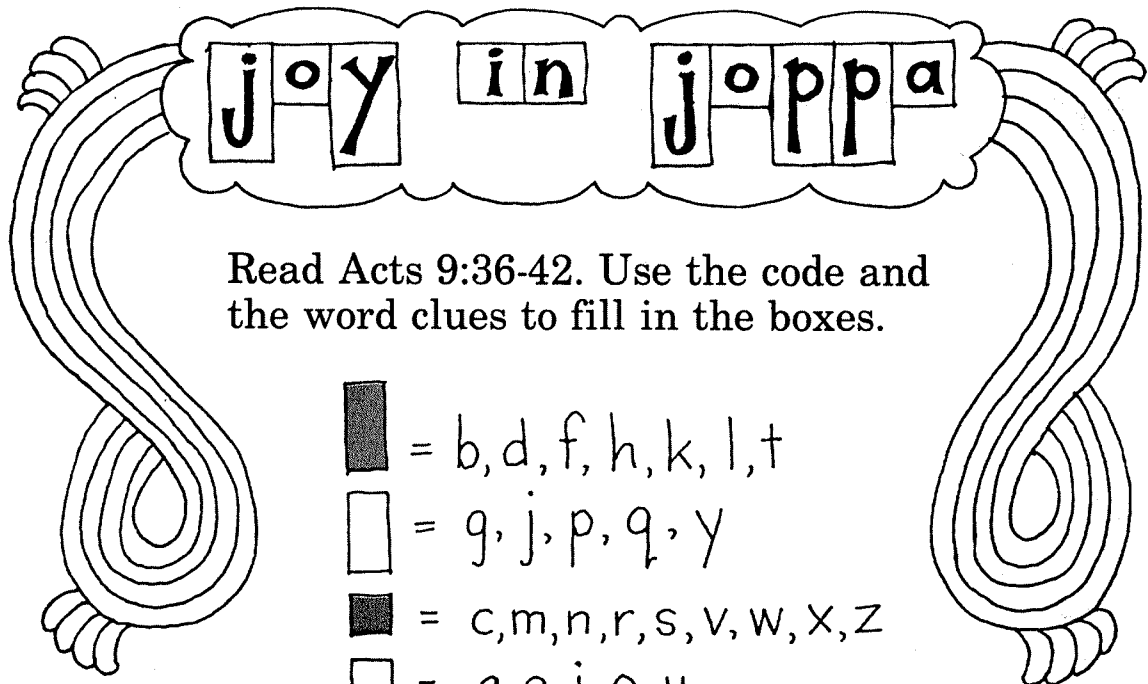 joy in joppa
Read Acts 9:36-42. Use the code and
the word clues to fill in the boxes.
= b, d, f, h, k, l, t
= g, j, p, q, y
= c, m, n, r, s, v, w, x, z
= a, e, i, o, u